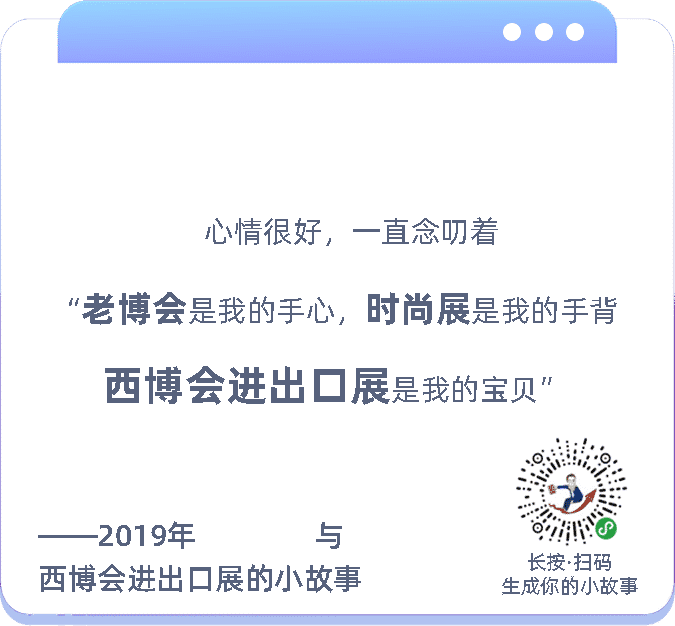 心情很好，一直念叨着
“老博会是我的手心，时尚展是我的手背
西博会进出口展是我的宝贝”
——2019年 与
西博会进出口展的小故事
长按·扫码
生成你的小故事